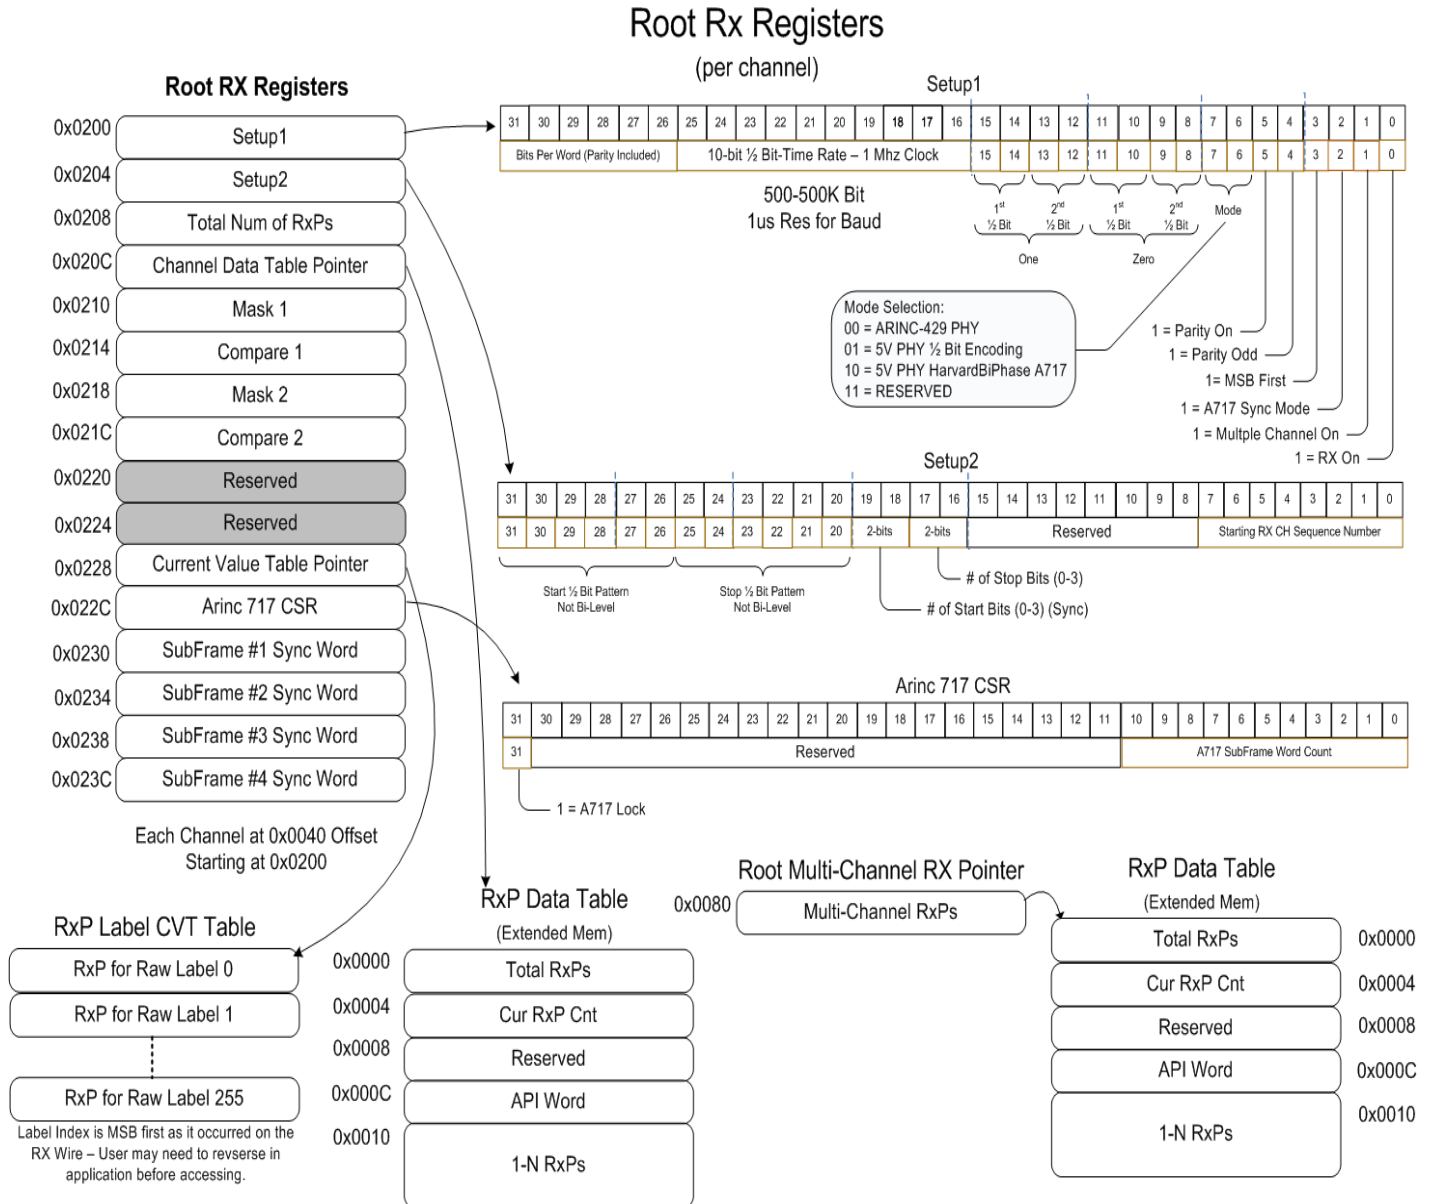 Root Rx Registers
(per channel)
Root RX Registers
0x0200 Setup1
0x0204 Setup2
0x0208 Total Num of RxPs
0x020C Channel Data Table Pointer
0x0210 Mask 1
0x0214 Compare 1
0x0218 Mask 2
0x021C Compare 2
0x0220 Reserved
0x0224 Reserved
0x0228 Current Value Table Pointer
0x022C Arinc 717 CSR
0x0230 SubFrame #1 Sync Word
0x0234 SubFrame #2 Sync Word
0x0238 SubFrame #3 Sync Word
0x023C SubFrame #4 Sync Word
Each Channel at 0x0040 Offset
Starting at 0x0200
Setup1
31 30 29 28 27 26 25 24 23 22 21 20 19 18 17 16 15 14 13 12 11 10 9 8 7 6 5 4 3 2 1 0
Bits Per Word (Parity Included) 10-bit ½ Bit-Time Rate – 1 Mhz Clock 15 14 13 12 11 10 9 8 7 6 5 4 3 2 1 0
500-500K Bit
1us Res for Baud
1st 2nd 1st 2nd Mode
½ Bit ½ Bit ½ Bit ½ Bit
One Zero
Mode Selection:
00 = ARINC-429 PHY
01 = 5V PHY ½ Bit Encoding
10 = 5V PHY HarvardBiPhase A717
11 = RESERVED
1 = Parity On
1 = Parity Odd
1= MSB First
1 = A717 Sync Mode
1 = Multple Channel On
1 = RX On
Setup2
31 30 29 28 27 26 25 24 23 22 21 20 19 18 17 16 15 14 13 12 11 10 9 8 7 6 5 4 3 2 1 0
31 30 29 28 27 26 25 24 23 22 21 20 2-bits 2-bits Reserved Starting RX CH Sequence Number
Start ½ Bit Pattern
Not Bi-Level
Stop ½ Bit Pattern
Not Bi-Level
# of Stop Bits (0-3)
# of Start Bits (0-3) (Sync)
Arinc 717 CSR
31 30 29 28 27 26 25 24 23 22 21 20 19 18 17 16 15 14 13 12 11 10 9 8 7 6 5 4 3 2 1 0
31 Reserved A717 SubFrame Word Count
1 = A717 Lock
RxP Label CVT Table
RxP for Raw Label 0
RxP for Raw Label 1
RxP for Raw Label 255
Label Index is MSB first as it occurred on the
RX Wire – User may need to revserse in
application before accessing.
RxP Data Table
(Extended Mem)
0x0000 Total RxPs
0x0004 Cur RxP Cnt
0x0008 Reserved
0x000C API Word
0x0010 1-N RxPs
Root Multi-Channel RX Pointer
0x0080 Multi-Channel RxPs
RxP Data Table
(Extended Mem)
Total RxPs 0x0000
Cur RxP Cnt 0x0004
Reserved 0x0008
API Word 0x000C
1-N RxPs 0x0010